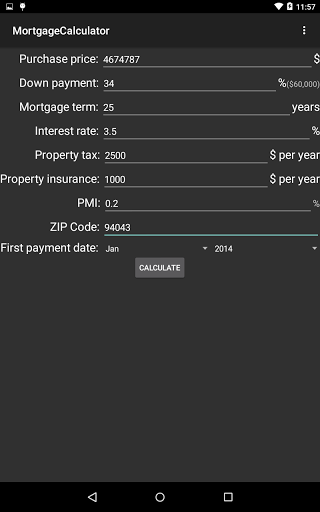 11:57
MortgageCalculator
Purchase price: 4674787 $
Down payment: 34 %($60,000)
Mortgage term: 25 years
Interest rate: 3.5 %
Property tax: 2500 $ per year
Property insurance: 1000 $ per year
PMI: 0.2 %
ZIP Code: 94043
First payment date: Jan 2014
CALCULATE